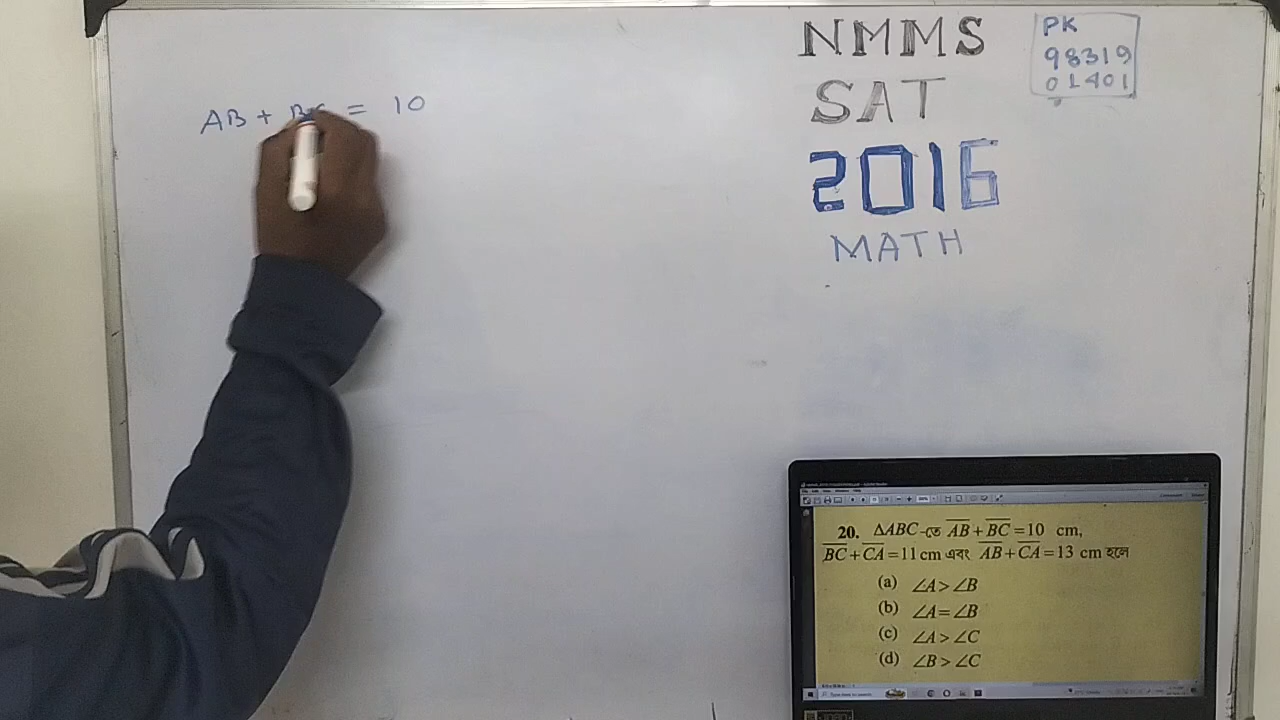 AB + BC = 10
NMMS
SAT
2016
MATH
PK
98319
01401
20. ΔABC-তে AB + BC = 10 cm,
BC + CA = 11 cm এবং AB + CA = 13 cm হলে
(a) ∠A > ∠B
(b) ∠A = ∠B
(c) ∠A > ∠C
(d) ∠B > ∠C